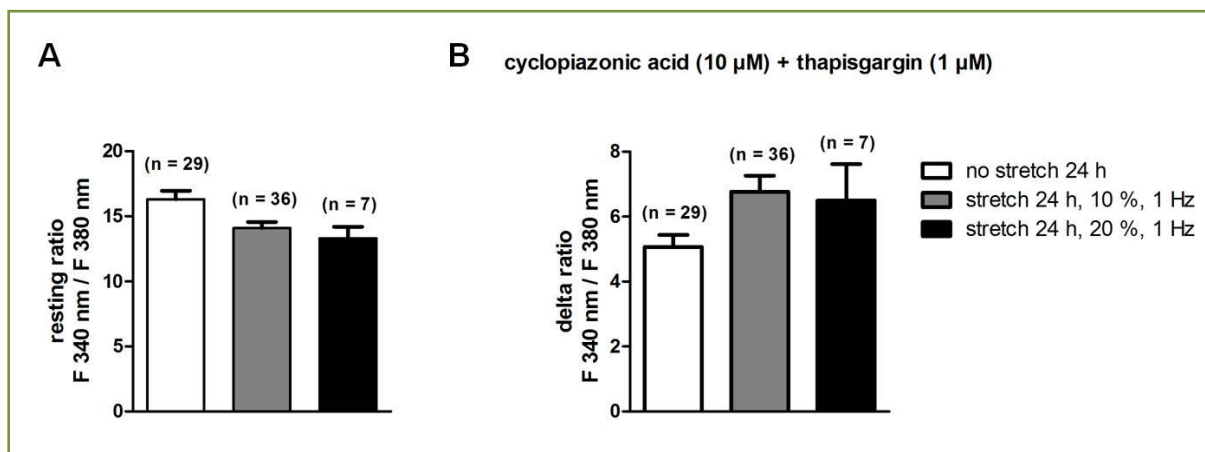 A
B cyclopiazonic acid (10 µM) + thapisgargin (1 µM)
resting ratio
F 340 nm / F 380 nm
20
15
10
5
0
(n = 29)
(n = 36)
(n = 7)
delta ratio
F 340 nm / F 380 nm
8
6
4
2
0
(n = 29)
(n = 36)
(n = 7)
no stretch 24 h
stretch 24 h, 10 %, 1 Hz
stretch 24 h, 20 %, 1 Hz